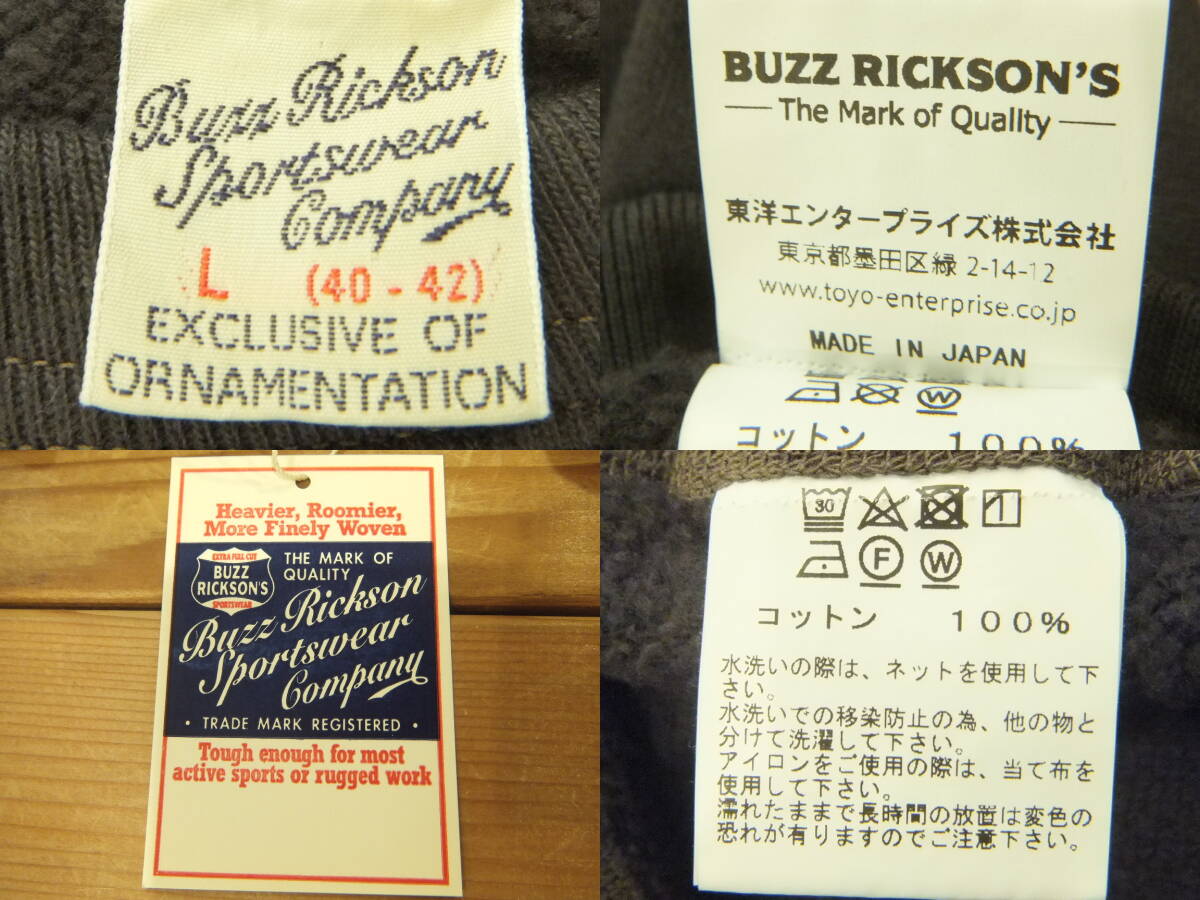 Buzz Rickson
Sportswear
Company
L (40 - 42)
EXCLUSIVE OF
ORNAMENTATION
BUZZ RICKSON'S
The Mark of Quality
東洋エンタープライズ株式会社
東京都墨田区緑 2-14-12
www.toyo-enterprise.co.jp
MADE IN JAPAN
W
コットン 100%
Heavier, Roomier,
More Finely Woven
EXTRA FULL CUT
BUZZ
RICKSON'S
SPORTSWEAR
THE MARK OF
QUALITY
Buzz Rickson
Sportswear
Company
• TRADE MARK REGISTERED •
Tough enough for most
active sports or rugged work
30
F W
コットン 100%
水洗いの際は、ネットを使用して下
さい。
水洗いでの移染防止の為、他の物と
分けて洗濯して下さい。
アイロンをご使用の際は、当て布を
使用して下さい。
濡れたままで長時間の放置は変色の
恐れが有りますのでご注意下さい。